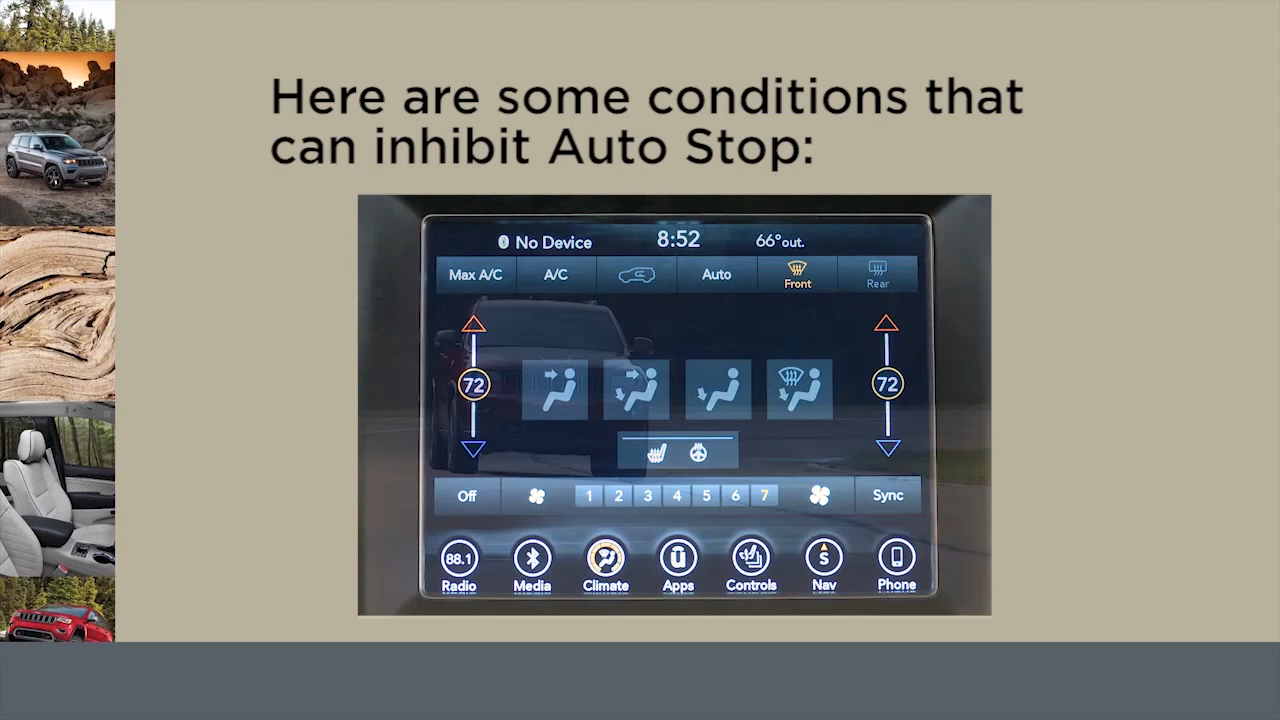 Here are some conditions that
can inhibit Auto Stop:
No Device 8:52 66° out.
Max A/C A/C Auto Front Rear
72 72
Off 1 2 3 4 5 6 7 Sync
88.1 S
Radio Media Climate Apps Controls Nav Phone